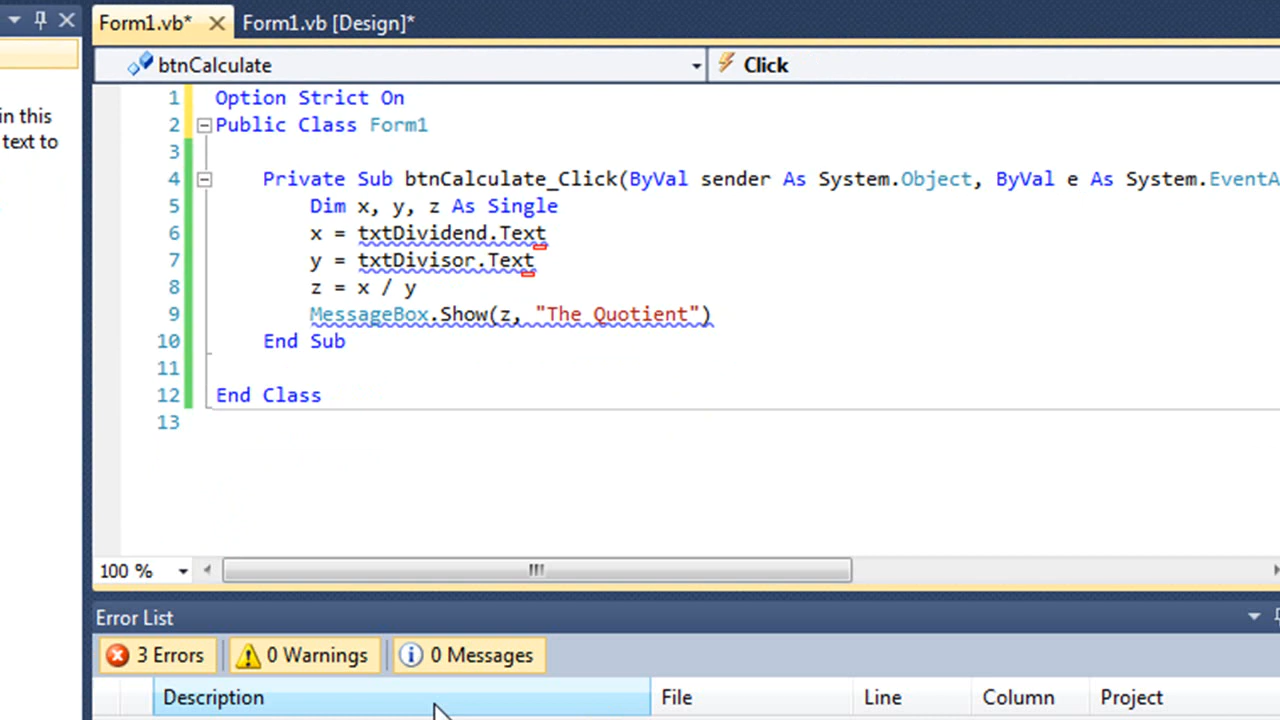 Form1.vb* Form1.vb [Design]*
btnCalculate Click
in this
text to
1 Option Strict On
2 Public Class Form1
3
4 Private Sub btnCalculate_Click(ByVal sender As System.Object, ByVal e As System.EventA
5 Dim x, y, z As Single
6 x = txtDividend.Text
7 y = txtDivisor.Text
8 z = x / y
9 MessageBox.Show(z, "The Quotient")
10 End Sub
11
12 End Class
13
100 %
Error List
3 Errors 0 Warnings 0 Messages
Description File Line Column Project